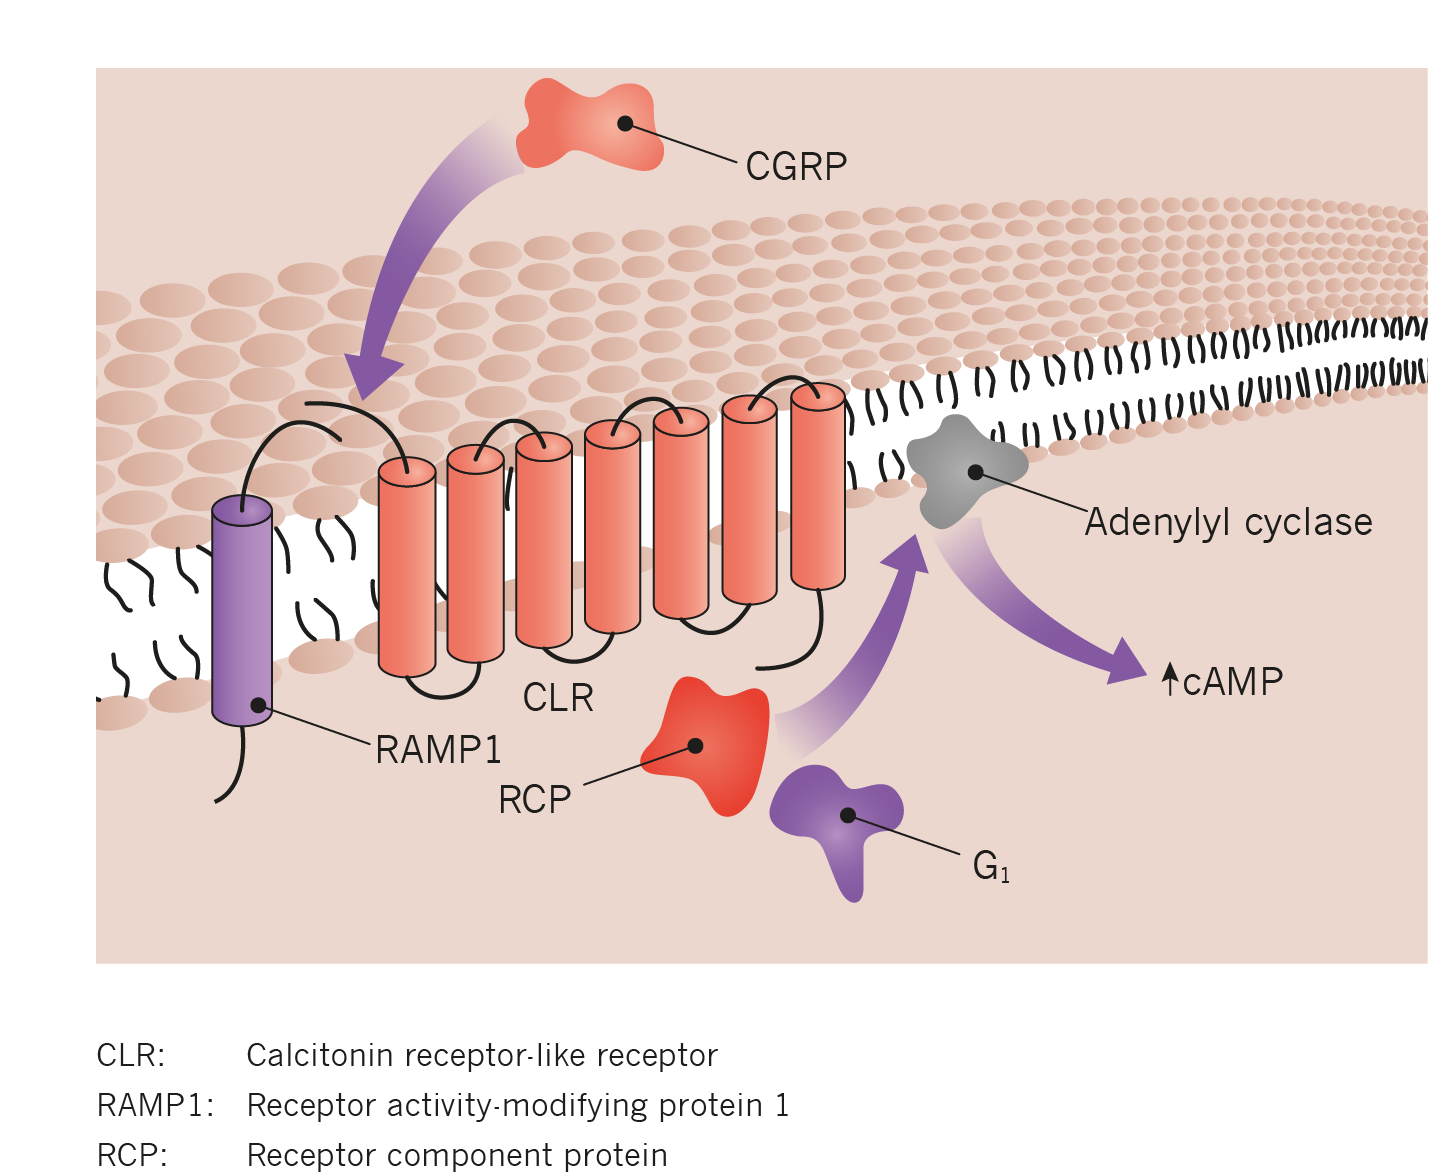 CGRP
Adenylyl cyclase
cAMP
CLR
RAMP1
RCP
G₁
CLR: Calcitonin receptor-like receptor
RAMP1: Receptor activity-modifying protein 1
RCP: Receptor component protein